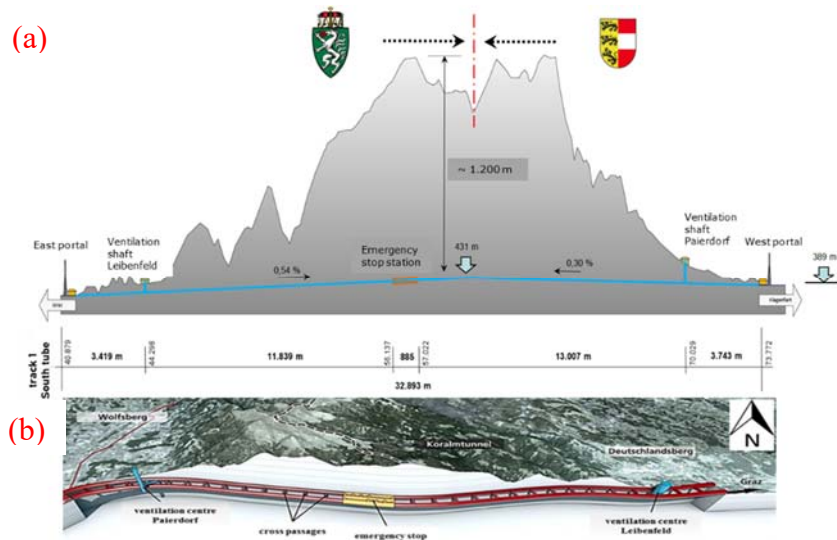 (a)
~ 1.200 m
East portal
Ventilation
shaft
Leibenfeld
0,54 %
Emergency
stop station
431 m
0,30 %
Ventilation
shaft
Paierdorf
West portal
389 m
Graz
Klagenfurt
track 1
South tube
40.879
3.419 m
44.298
11.839 m
56.137
885
57.022
13.007 m
70.029
3.743 m
73.772
32.893 m
(b)
Wolfsberg
Koralmtunnel
Deutschlandsberg
N
Graz
ventilation centre
Paierdorf
cross passages
emergency stop
ventilation centre
Leibenfeld